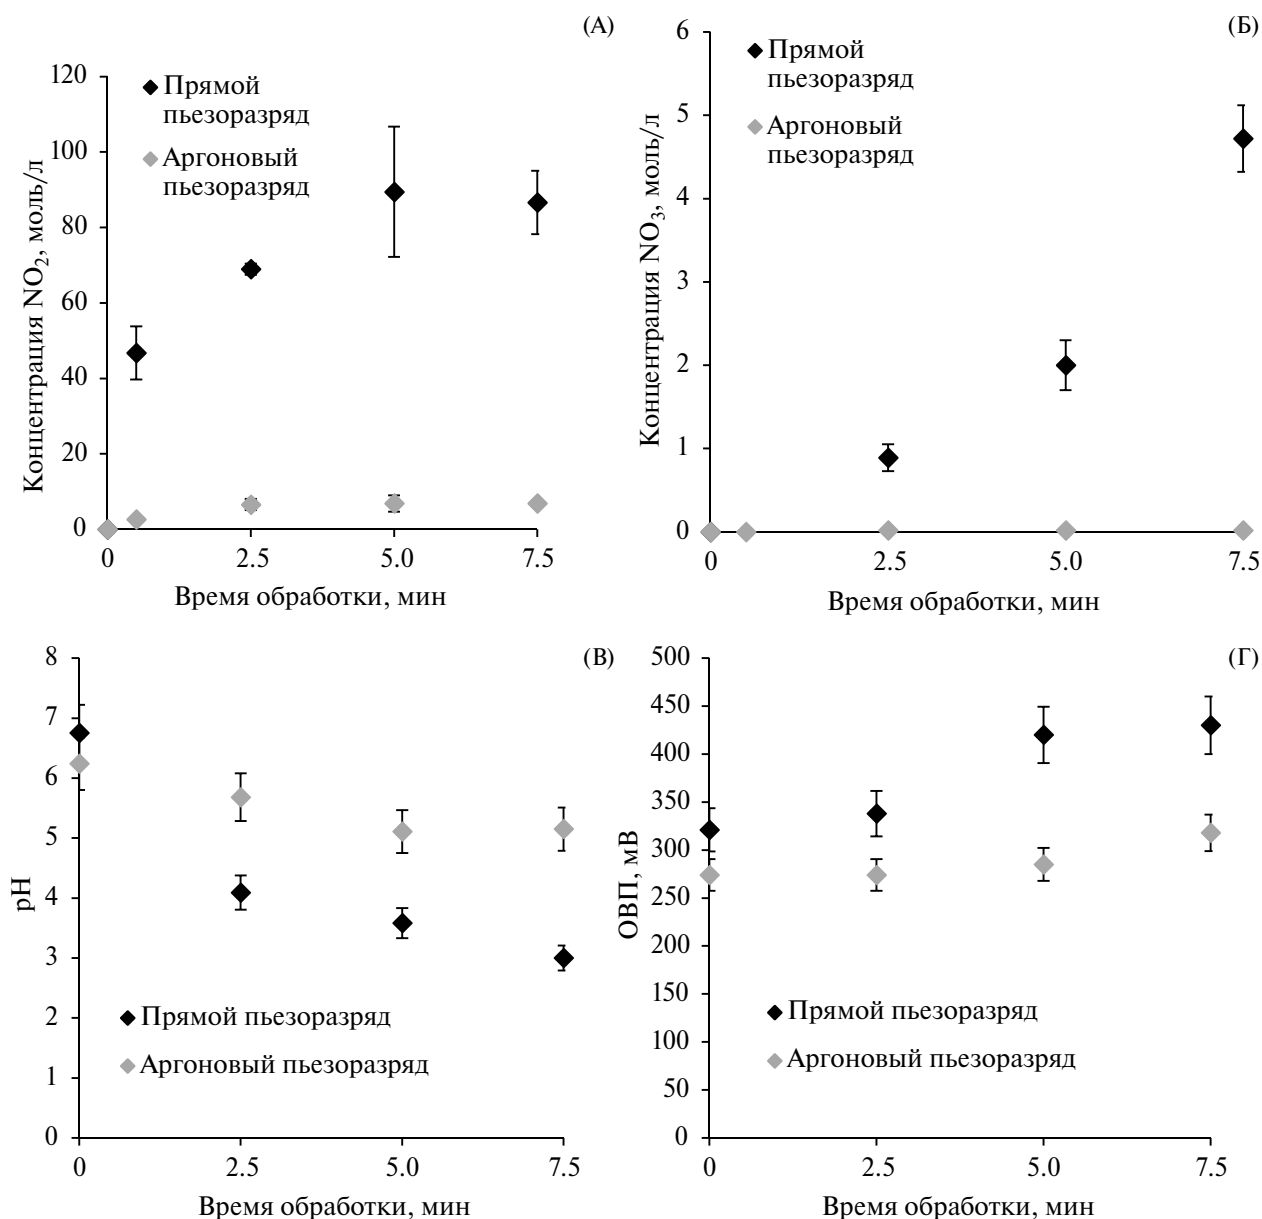 (А)
Концентрация NO2, моль/л
120
100
80
60
40
20
0
Прямой
пьезоразряд
Аргоновый
пьезоразряд
0 2.5 5.0 7.5
Время обработки, мин
(Б)
Концентрация NO3, моль/л
6
5
4
3
2
1
0
Прямой
пьезоразряд
Аргоновый
пьезоразряд
0 2.5 5.0 7.5
Время обработки, мин
(В)
pH
8
7
6
5
4
3
2
1
0
Прямой пьезоразряд
Аргоновый пьезоразряд
0 2.5 5.0 7.5
Время обработки, мин
(Г)
ОВП, мВ
500
450
400
350
300
250
200
150
100
50
0
Прямой пьезоразряд
Аргоновый пьезоразряд
0 2.5 5.0 7.5
Время обработки, мин